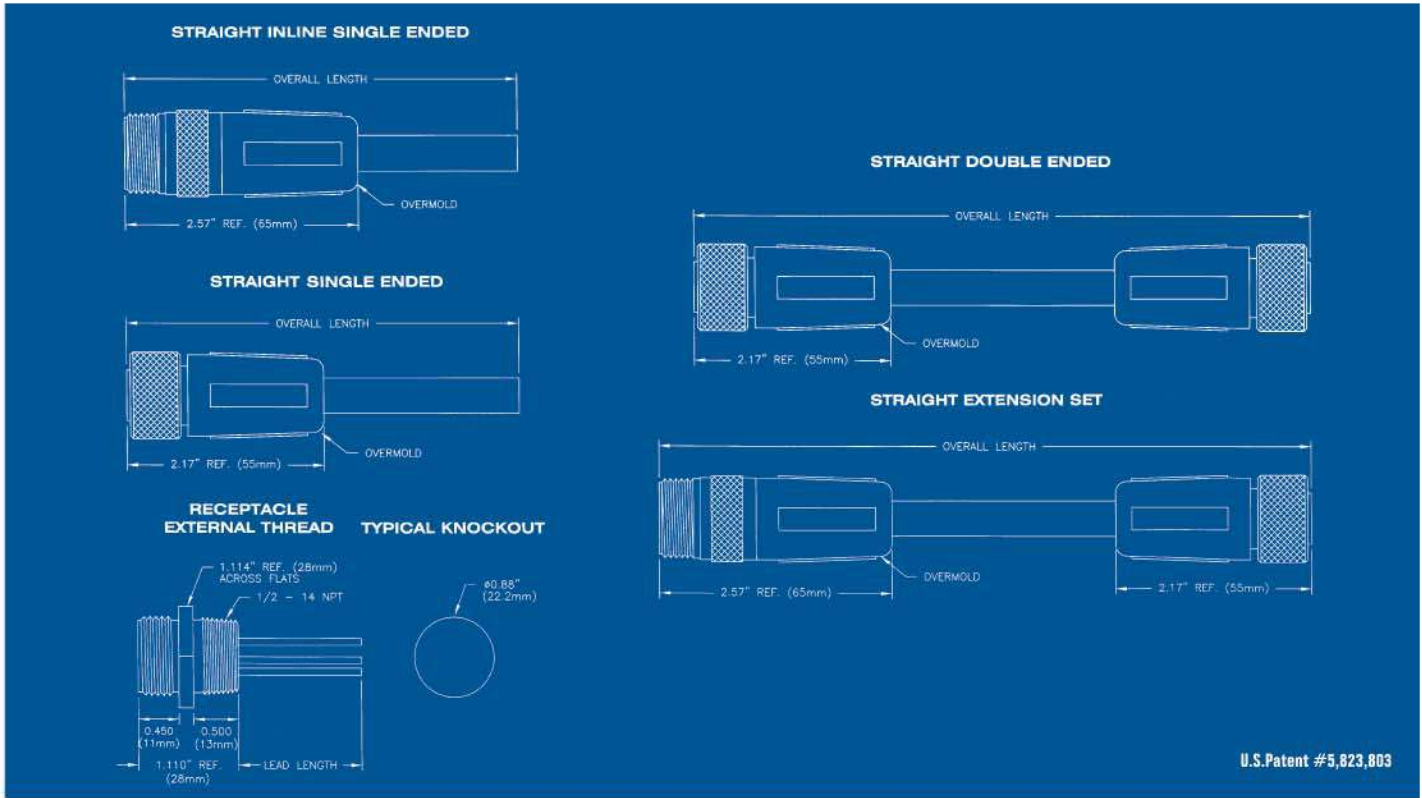 STRAIGHT INLINE SINGLE ENDED
OVERALL LENGTH
OVERMOLD
2.57" REF. (65mm)
STRAIGHT SINGLE ENDED
OVERALL LENGTH
OVERMOLD
2.17" REF. (55mm)
RECEPTACLE
EXTERNAL THREAD
1.114" REF. (28mm)
ACROSS FLATS
1/2 - 14 NPT
0.450
(11mm)
0.500
(13mm)
1.110" REF.
(28mm)
LEAD LENGTH
TYPICAL KNOCKOUT
ø0.88"
(22.2mm)
STRAIGHT DOUBLE ENDED
OVERALL LENGTH
OVERMOLD
2.17" REF. (55mm)
STRAIGHT EXTENSION SET
OVERALL LENGTH
OVERMOLD
2.57" REF. (65mm)
2.17" REF. (55mm)
U.S.Patent #5,823,803